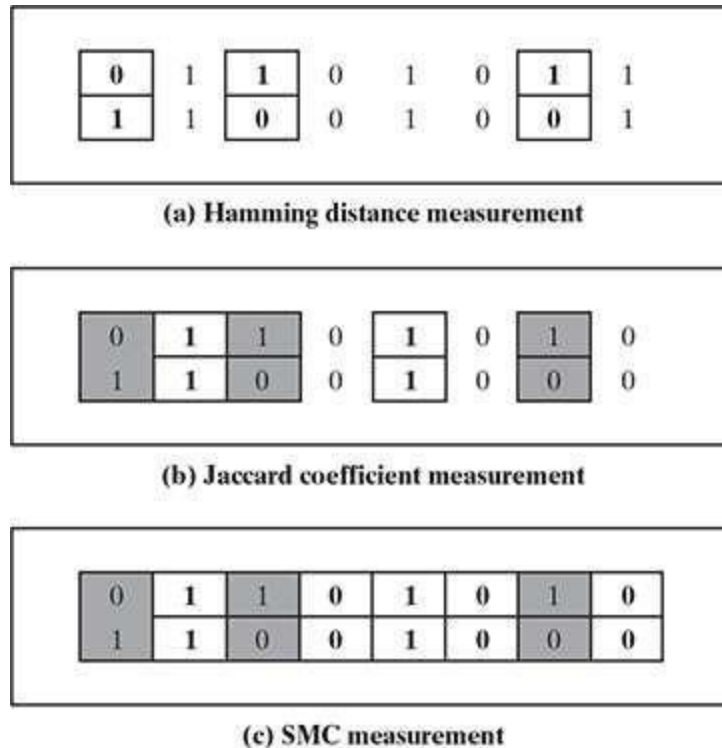 0 1 1 0 1 0 1 1
1 1 0 0 1 0 0 1
(a) Hamming distance measurement
0 1 1 0 1 0 1 0
1 1 0 0 1 0 0 0
(b) Jaccard coefficient measurement
0 1 1 0 1 0 1 0
1 1 0 0 1 0 0 0
(c) SMC measurement